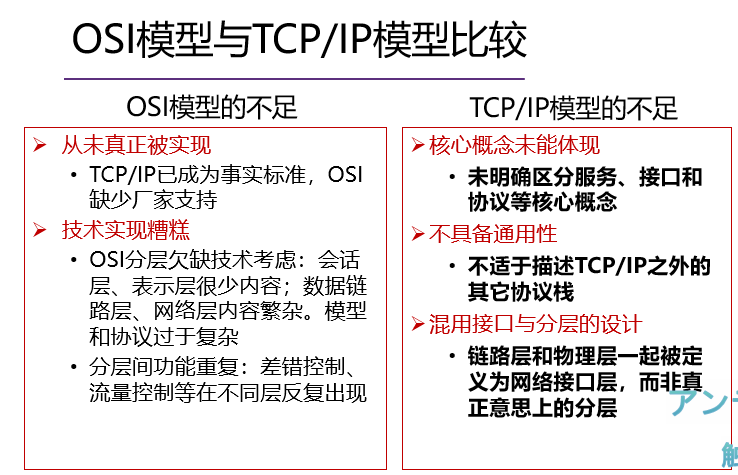 OSI模型与TCP/IP模型比较
OSI模型的不足
➢ 从未真正被实现
• TCP/IP已成为事实标准，OSI
缺少厂家支持
➢ 技术实现糟糕
• OSI分层欠缺技术考虑：会话
层、表示层很少内容；数据链
路层、网络层内容繁杂。模型
和协议过于复杂
• 分层间功能重复：差错控制、
流量控制等在不同层反复出现
TCP/IP模型的不足
➢核心概念未能体现
• 未明确区分服务、接口和
协议等核心概念
➢不具备通用性
• 不适于描述TCP/IP之外的
其它协议栈
➢混用接口与分层的设计
• 链路层和物理层一起被定
义为网络接口层，而非真
正意思上的分层
アン
触